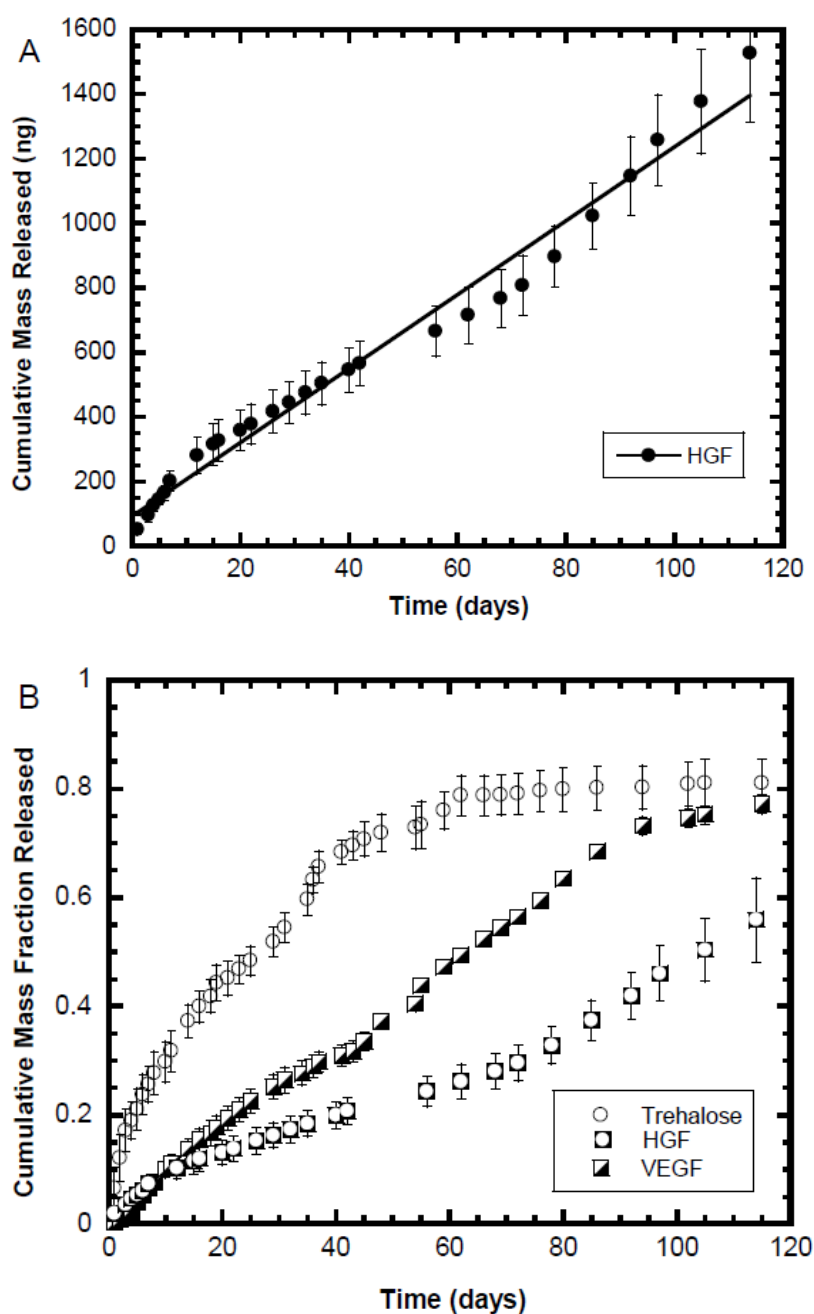 A
1600
1400
1200
1000
800
600
400
200
0
Cumulative Mass Released (ng)
HGF
0 20 40 60 80 100 120
Time (days)
B
1
0.8
0.6
0.4
0.2
0
Cumulative Mass Fraction Released
Trehalose
HGF
VEGF
0 20 40 60 80 100 120
Time (days)